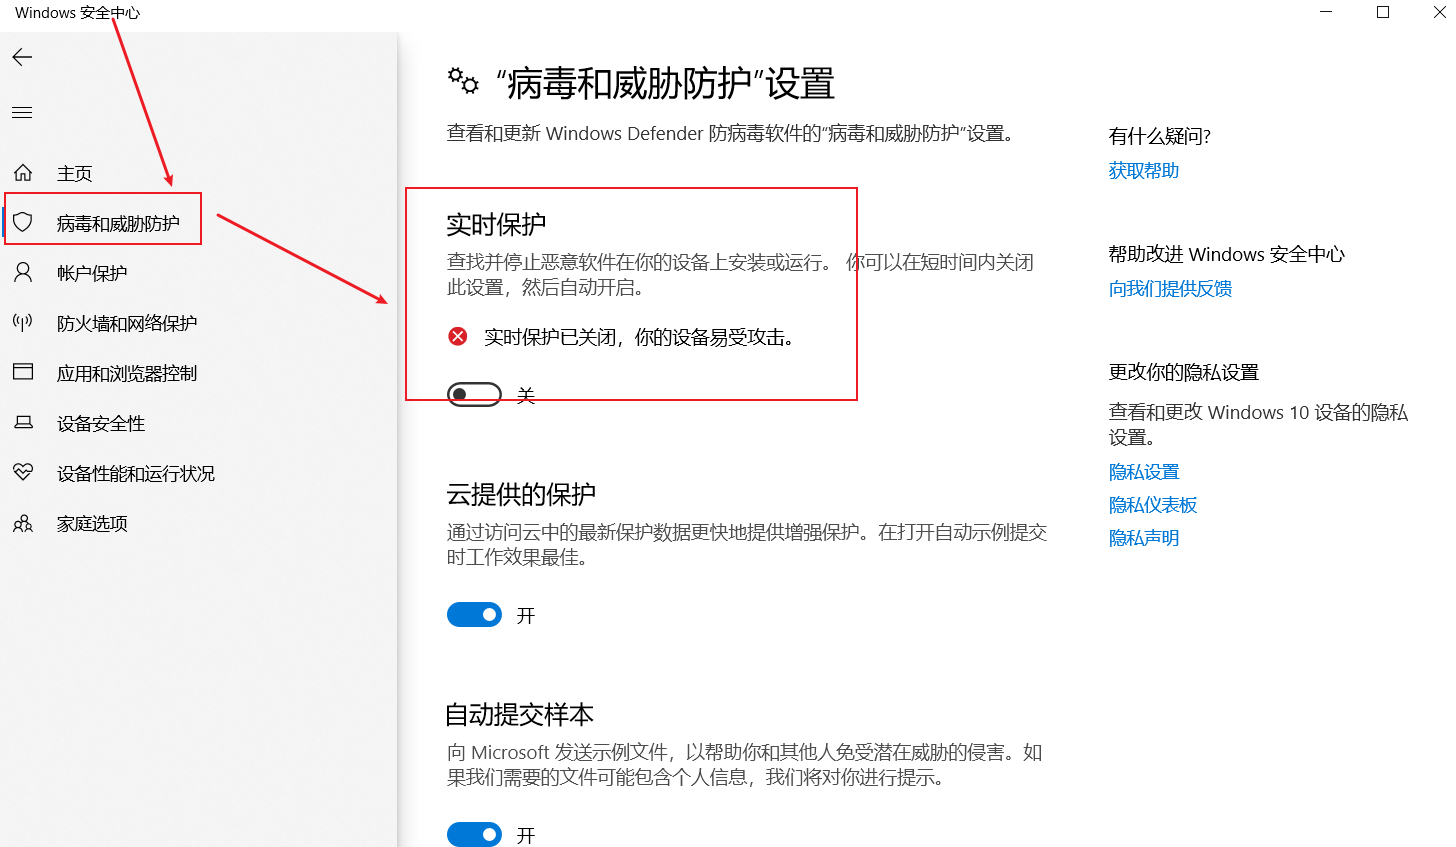 Windows 安全中心
主页
病毒和威胁防护
帐户保护
防火墙和网络保护
应用和浏览器控制
设备安全性
设备性能和运行状况
家庭选项
“病毒和威胁防护”设置
查看和更新 Windows Defender 防病毒软件的“病毒和威胁防护”设置。
实时保护
查找并停止恶意软件在你的设备上安装或运行。 你可以在短时间内关闭
此设置，然后自动开启。
实时保护已关闭，你的设备易受攻击。
关
云提供的保护
通过访问云中的最新保护数据更快地提供增强保护。在打开自动示例提交
时工作效果最佳。
开
自动提交样本
向 Microsoft 发送示例文件，以帮助你和其他人免受潜在威胁的侵害。如
果我们需要的文件可能包含个人信息，我们将对你进行提示。
开
有什么疑问?
获取帮助
帮助改进 Windows 安全中心
向我们提供反馈
更改你的隐私设置
查看和更改 Windows 10 设备的隐私
设置。
隐私设置
隐私仪表板
隐私声明